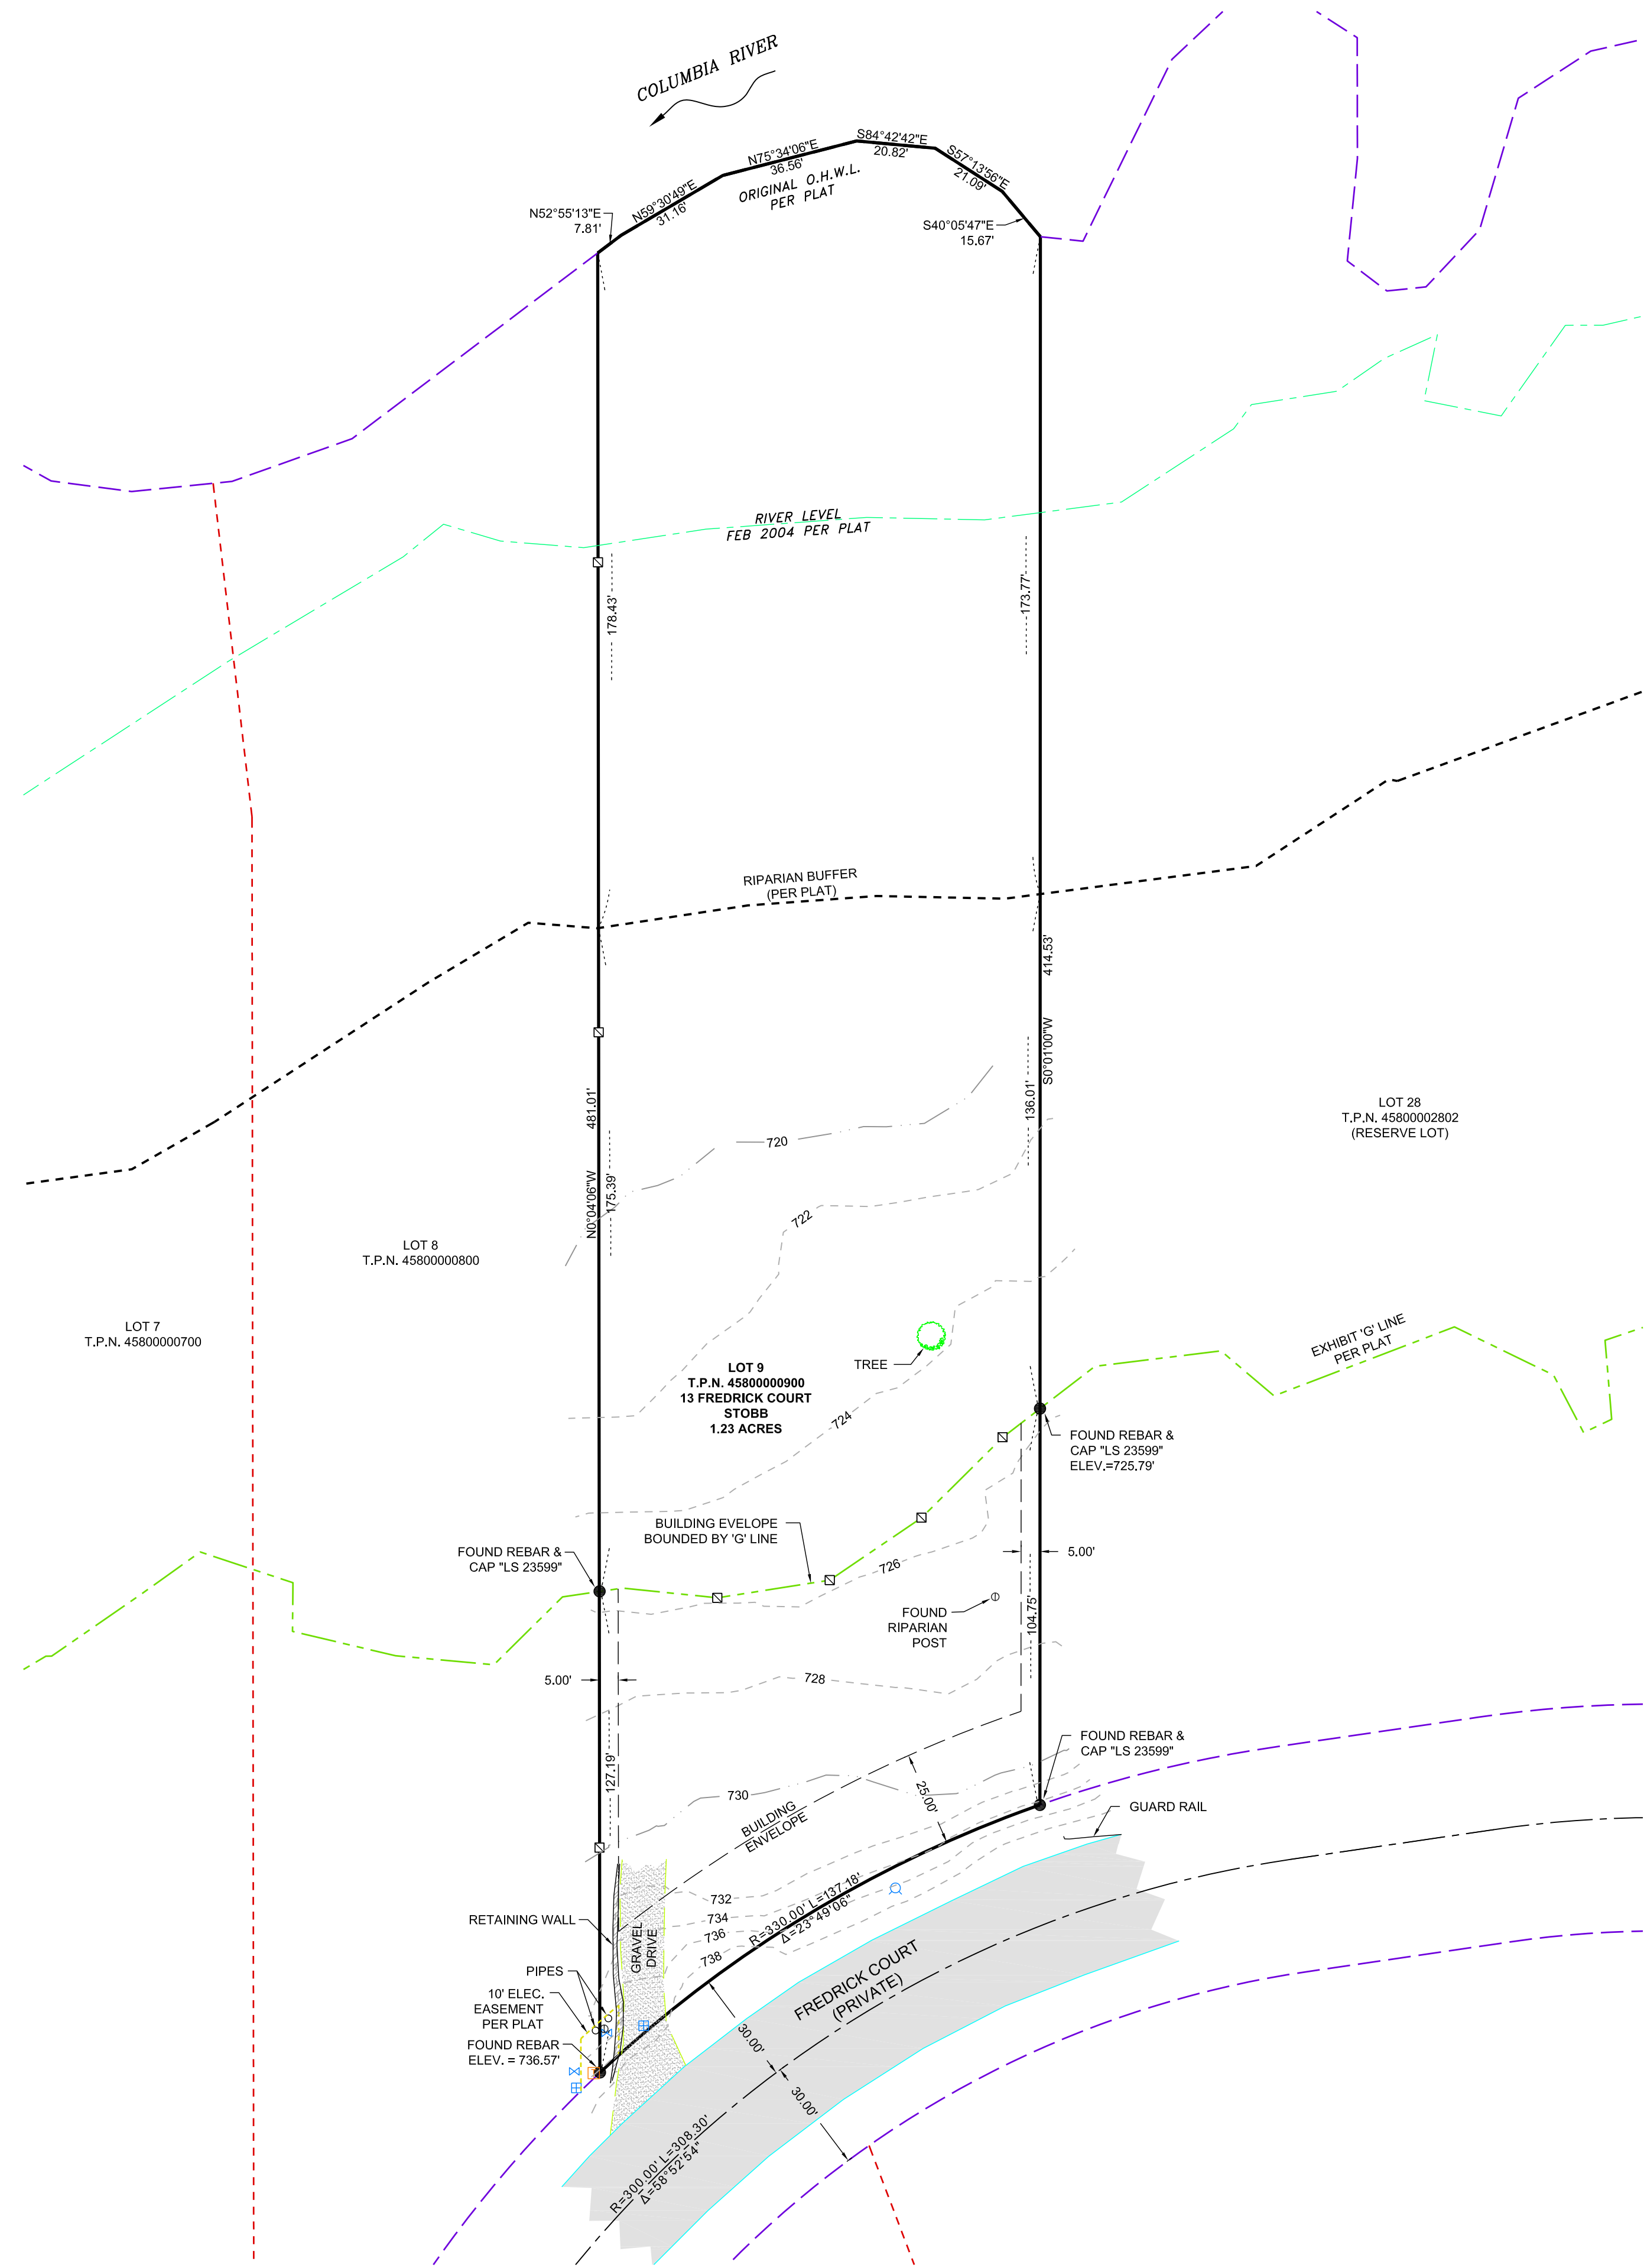 COLUMBIA RIVER
N52°55'13"E
7.81'
N59°30'49"E
31.16'
N75°34'06"E
36.56'
ORIGINAL O.H.W.L.
PER PLAT
S84°42'42"E
20.82'
S57°13'56"E
21.09'
S40°05'47"E
15.67'
RIVER LEVEL
FEB 2004 PER PLAT
178.43'
173.77'
RIPARIAN BUFFER
(PER PLAT)
414.53'
S0°01'00"W
136.01'
481.01'
N0°04'06"W
175.39'
LOT 28
T.P.N. 45800002802
(RESERVE LOT)
720
722
LOT 8
T.P.N. 45800000800
LOT 7
T.P.N. 45800000700
TREE
LOT 9
T.P.N. 45800000900
13 FREDRICK COURT
STOBB
1.23 ACRES
724
EXHIBIT 'G' LINE
PER PLAT
FOUND REBAR &
CAP "LS 23599"
ELEV.=725.79'
BUILDING EVELOPE
BOUNDED BY 'G' LINE
FOUND REBAR &
CAP "LS 23599"
5.00'
726
FOUND
RIPARIAN
POST
104.75'
5.00'
728
127.19'
FOUND REBAR &
CAP "LS 23599"
730
25.00'
BUILDING
ENVELOPE
GUARD RAIL
732
734
736
738
R=330.00' L=137.18'
Δ=23°49'06"
RETAINING WALL
GRAVEL
DRIVE
PIPES
10' ELEC.
EASEMENT
PER PLAT
FOUND REBAR
ELEV. = 736.57'
FREDRICK COURT
(PRIVATE)
30.00'
30.00'
R=300.00' L=308.30'
Δ=58°52'54"